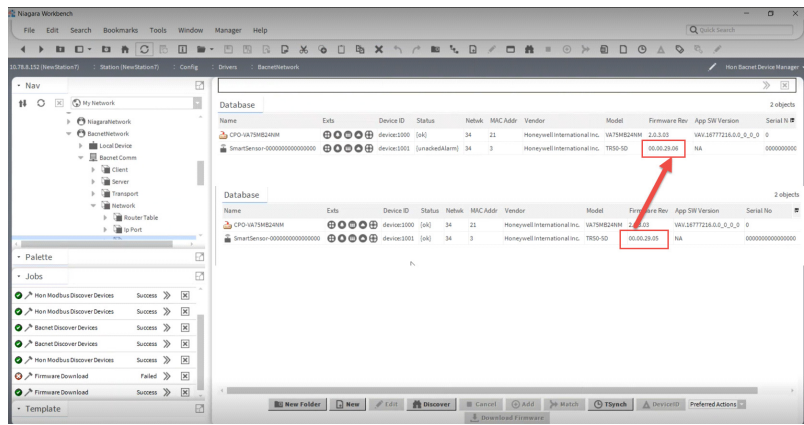 Niagara Workbench
File Edit Search Bookmarks Tools Window Manager Help
Quick Search
10.78.8.152 (NewStation7) : Station (NewStation7) : Config : Drivers : BacnetNetwork
Hon Bacnet Device Manager
Nav
My Network
NiagaraNetwork
BacnetNetwork
Local Device
Bacnet Comm
Client
Server
Transport
Network
Router Table
Ip Port
Palette
Jobs
Hon Modbus Discover Devices Success
Hon Modbus Discover Devices Success
Bacnet Discover Devices Success
Bacnet Discover Devices Success
Hon Modbus Discover Devices Success
Firmware Download Failed
Firmware Download Success
Template
Database 2 objects
Name Exts Device ID Status Netwk MAC Addr Vendor Model Firmware Rev App SW Version Serial N
CPO-VA75MB24NM device:1000 {ok} 34 21 Honeywell International Inc. VA75MB24NM 2.0.3.03 VAV.16777216.0.0_0_0_0 0
SmartSensor-0000000000000000 device:1001 {unackedAlarm} 34 3 Honeywell International Inc. TR50-5D 00.00.29.06 NA 0000000000
Database 2 objects
Name Exts Device ID Status Netwk MAC Addr Vendor Model Firmware Rev App SW Version Serial No
CPO-VA75MB24NM device:1000 {ok} 34 21 Honeywell International Inc. VA75MB24NM VAV.16777216.0.0_0_0_0 0
SmartSensor-0000000000000000 device:1001 {ok} 34 3 Honeywell International Inc. TR50-5D 00.00.29.05 NA 0000000000000000
New Folder New Edit Discover Cancel Add Match TSynch DeviceID Preferred Actions
Download Firmware